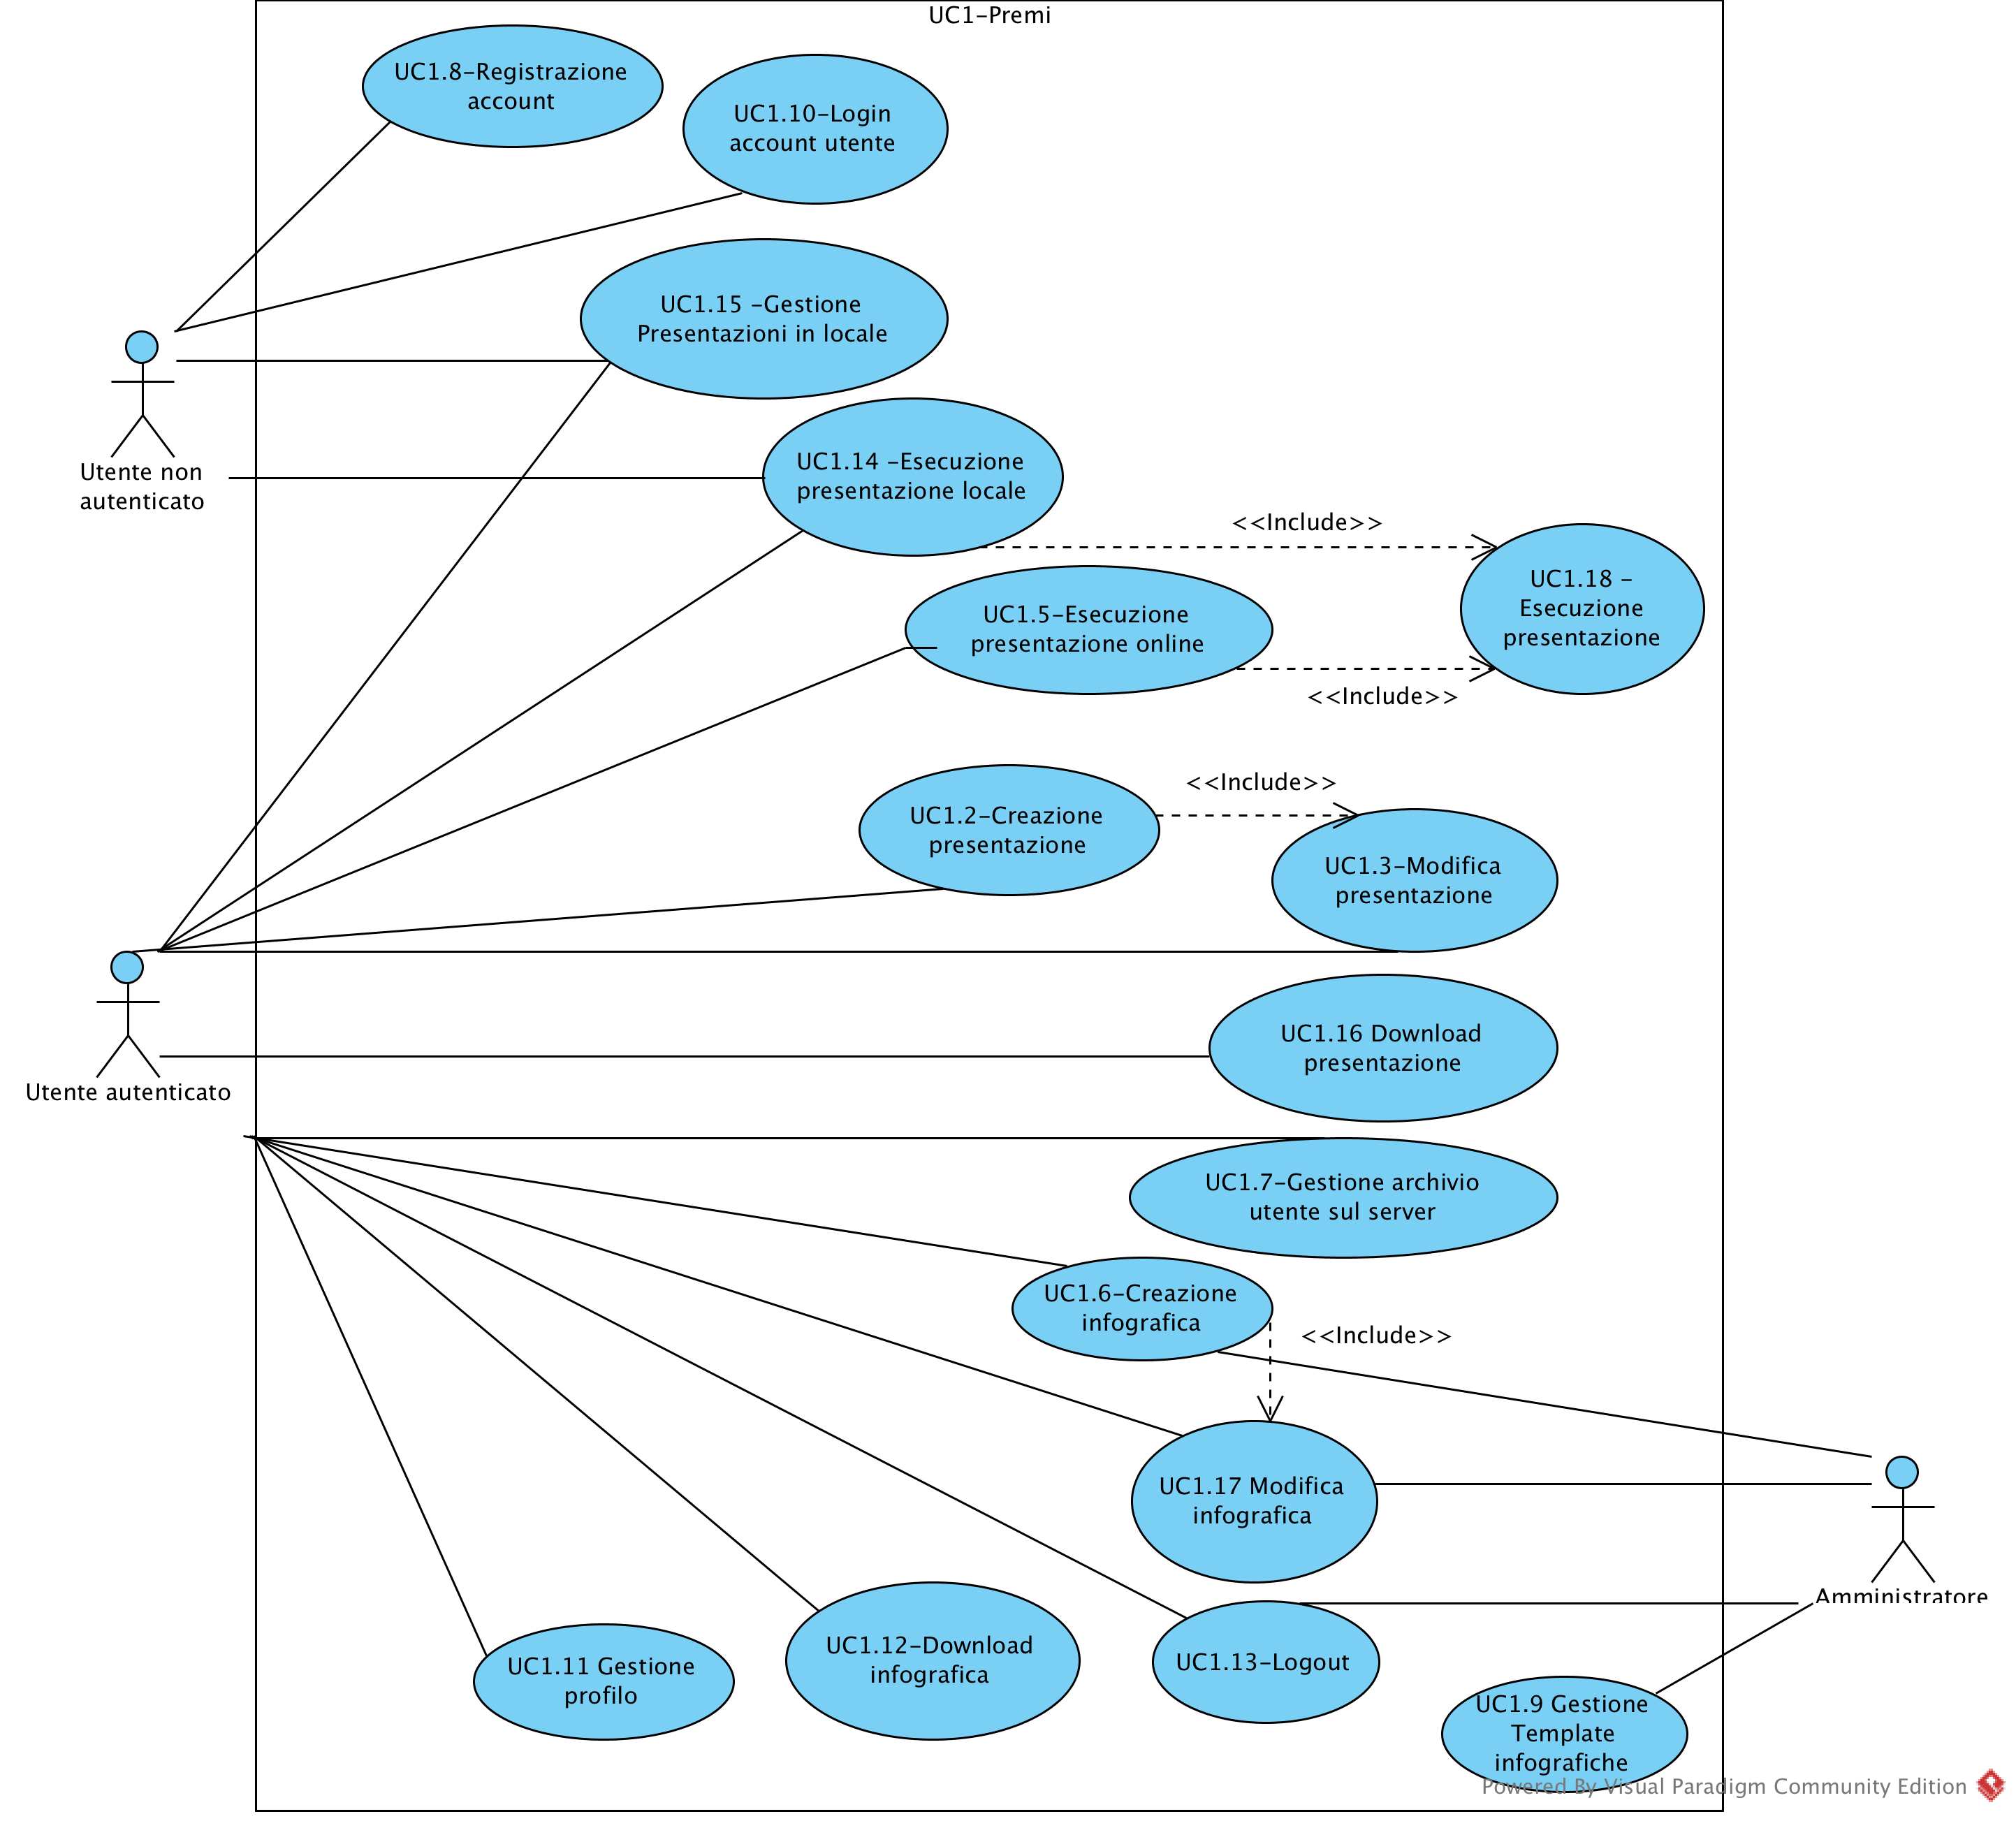 UC1-Premi
UC1.8-Registrazione
account
UC1.10-Login
account utente
UC1.15 -Gestione
Presentazioni in locale
Utente non
autenticato
UC1.14 -Esecuzione
presentazione locale
<<Include>>
UC1.18 -
Esecuzione
presentazione
UC1.5-Esecuzione
presentazione online
<<Include>>
UC1.2-Creazione
presentazione
<<Include>>
UC1.3-Modifica
presentazione
UC1.16 Download
presentazione
Utente autenticato
UC1.7-Gestione archivio
utente sul server
UC1.6-Creazione
infografica
<<Include>>
UC1.17 Modifica
infografica
Amministratore
UC1.11 Gestione
profilo
UC1.12-Download
infografica
UC1.13-Logout
UC1.9 Gestione
Template
infografiche
Powered By Visual Paradigm Community Edition